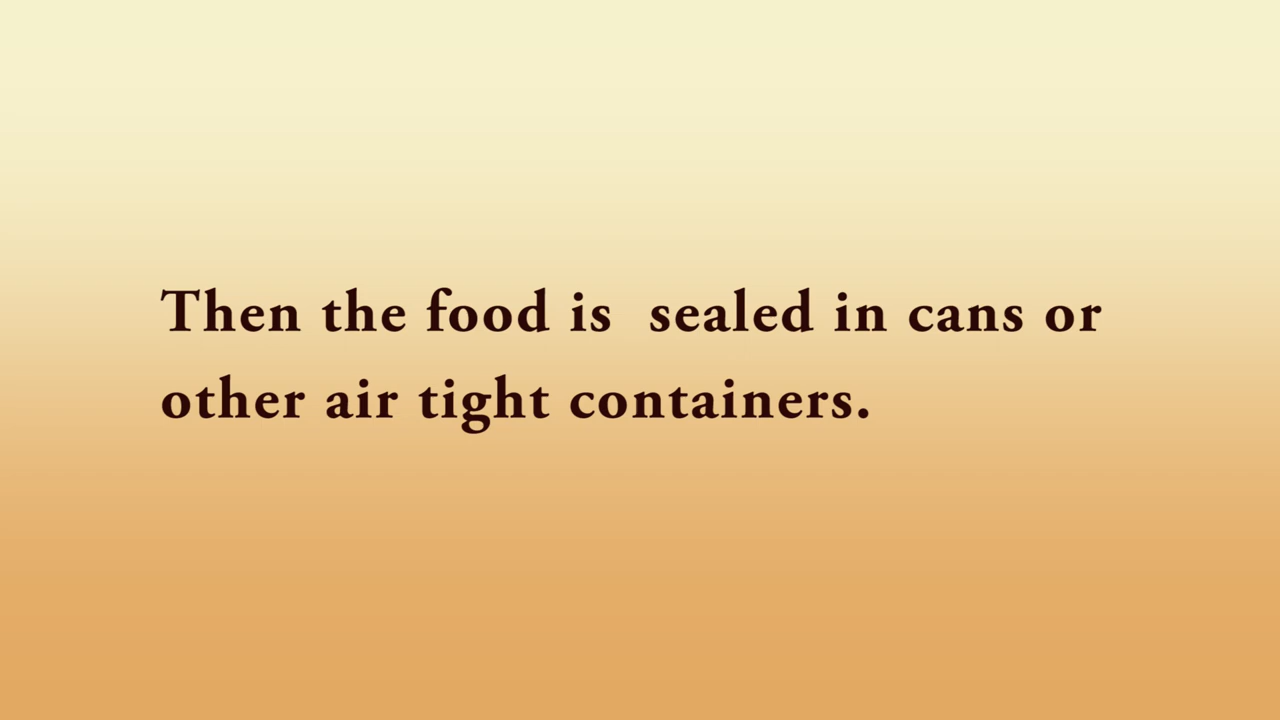 Then the food is  sealed in cans or
other air tight containers.